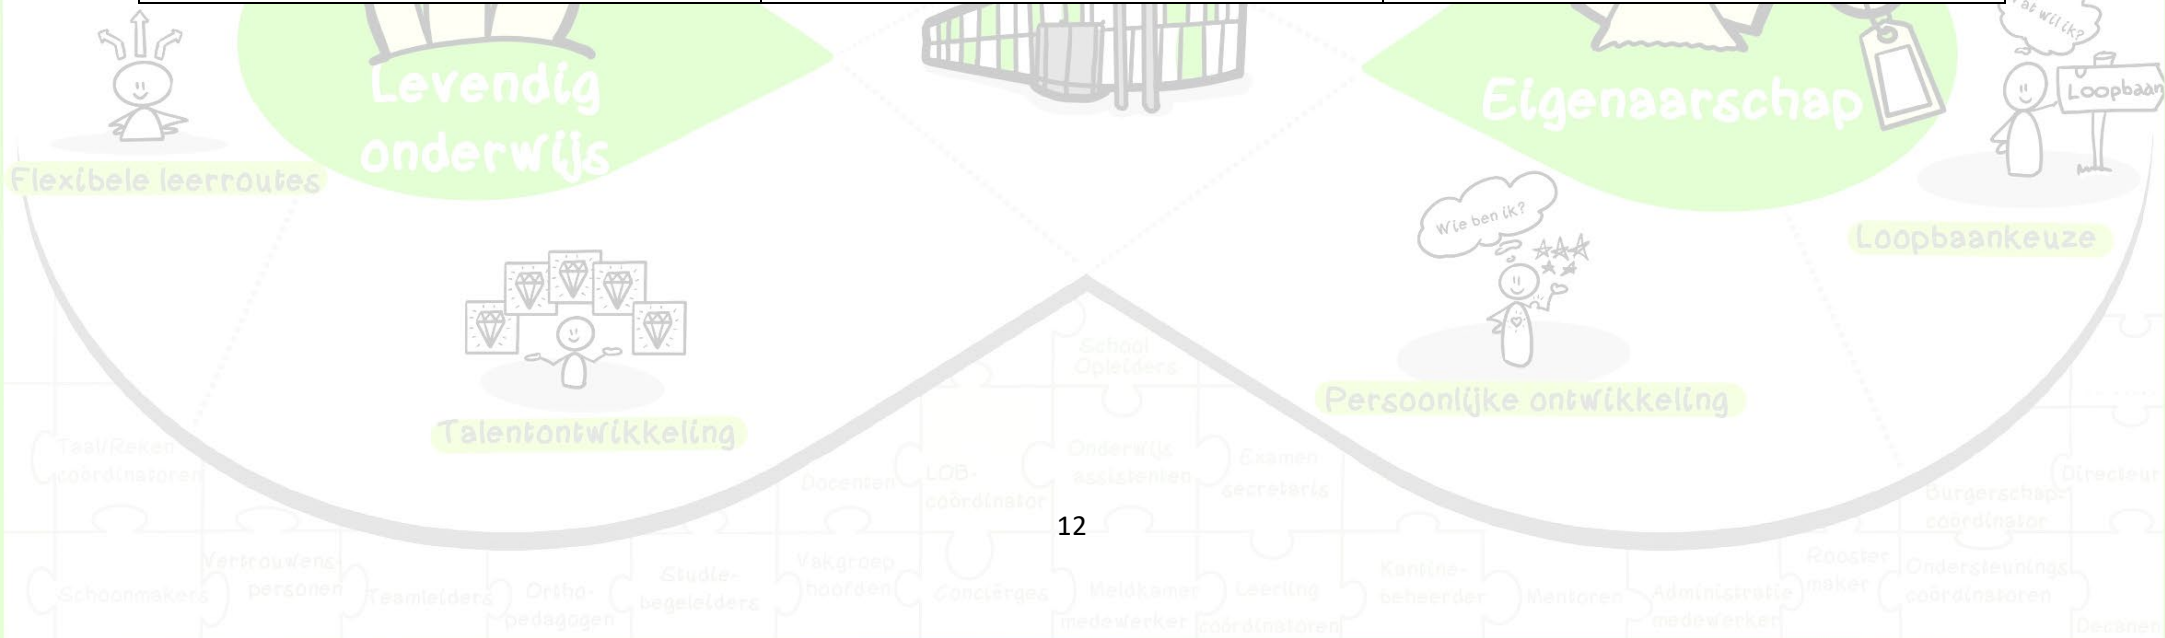 Wat wil ik?
Loopbaan
Levendig
onderwijs
Eigenaarschap
Flexibele leerroutes
Wie ben ik?
Loopbaankeuze
School
Opleiders
Persoonlijke ontwikkeling
Talentontwikkeling
Taal/Reken
coördinatoren
Docenten
LOB-
coördinator
Onderwijs
assistenten
Examen
secretaris
Directeur
Burgerschap
coördinator
12
Schoonmakers
Vertrouwens-
personen
Teamleiders
Ortho-
pedagogen
Studie-
begeleiders
Vakgroep
hoofden
Conciërges
Meldkamer
medewerker
Leerling
coördinatoren
Kantine-
beheerder
Mentoren
Administratie
medewerker
Rooster
maker
Ondersteunings
coördinatoren
Decanen